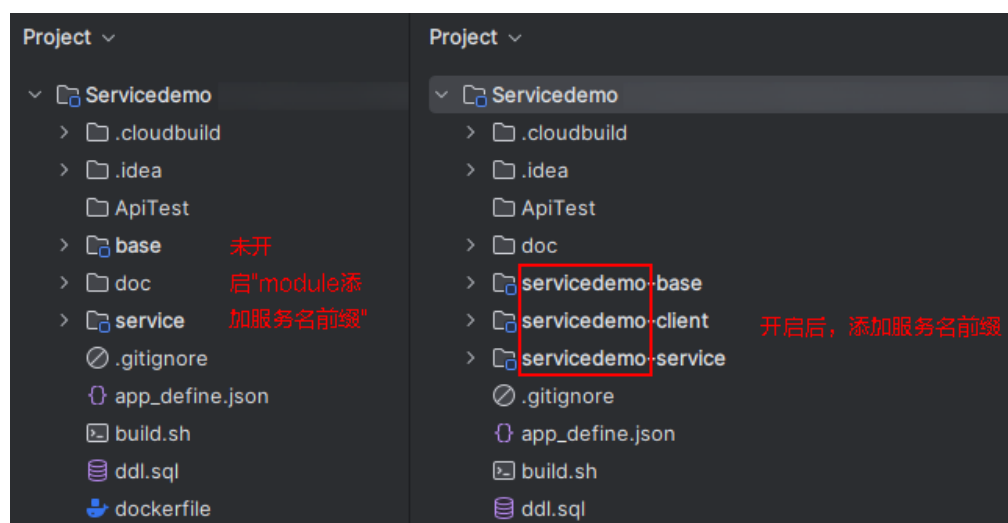 Project
Servicedemo
.cloudbuild
.idea
ApiTest
base
doc
service
.gitignore
app_define.json
build.sh
ddl.sql
dockerfile
未开
启"module添
加服务名前缀"
Project
Servicedemo
.cloudbuild
.idea
ApiTest
doc
servicedemo-base
servicedemo-client
servicedemo-service
.gitignore
app_define.json
build.sh
ddl.sql
开启后，添加服务名前缀